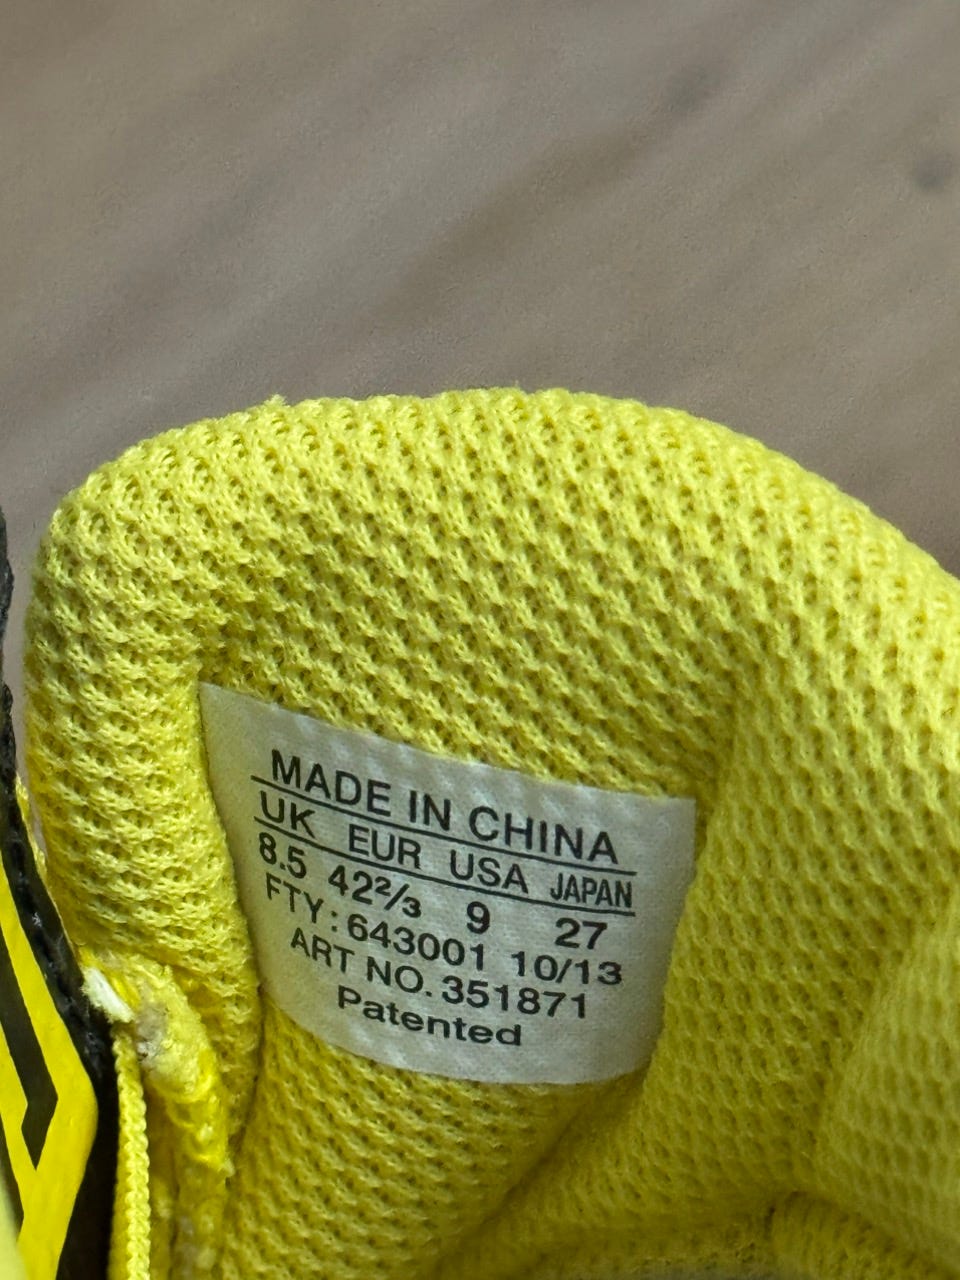 MADE IN CHINA
UK EUR USA JAPAN
8.5 42⅔ 9 27
FTY: 643001 10/13
ART NO. 351871
Patented